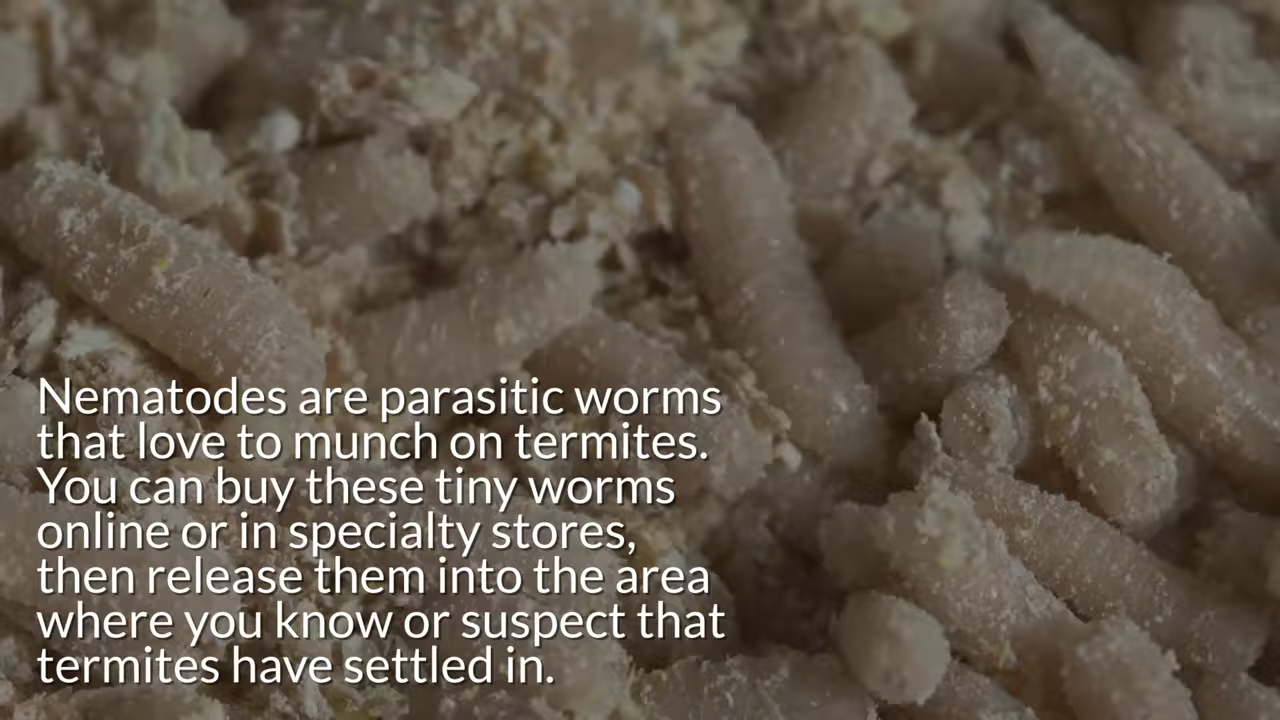 Nematodes are parasitic worms
that love to munch on termites.
You can buy these tiny worms
online or in specialty stores,
then release them into the area
where you know or suspect that
termites have settled in.